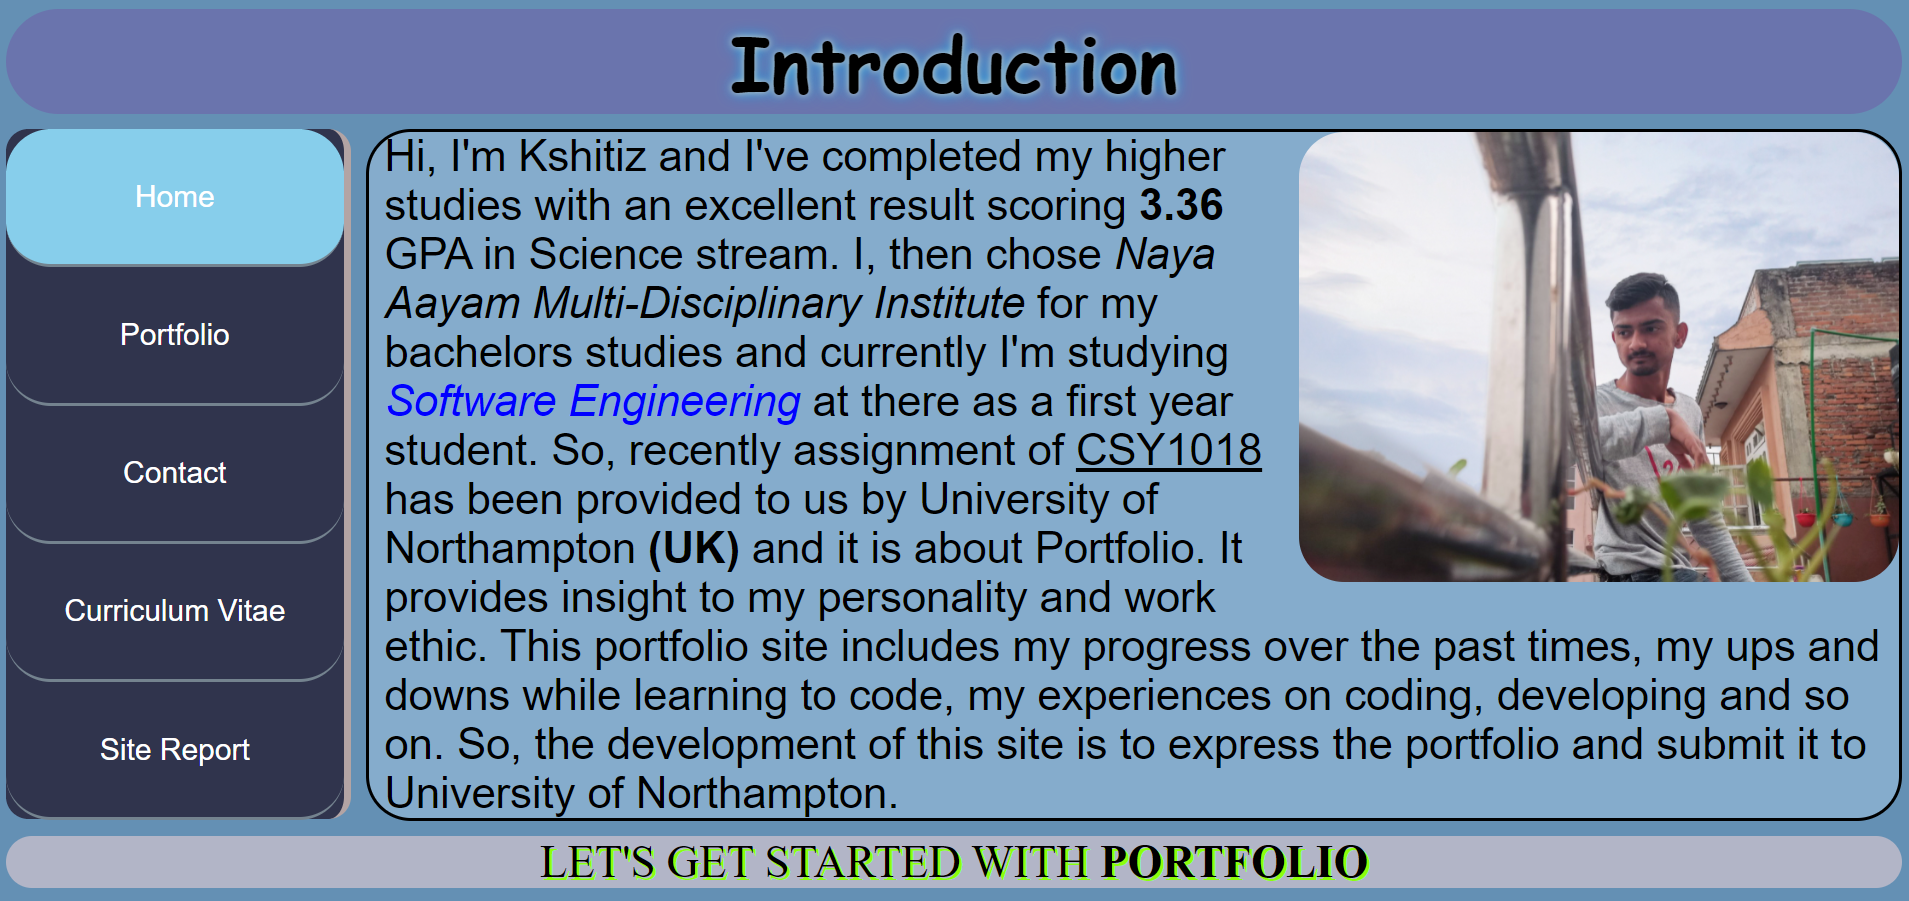 Introduction
Home
Portfolio
Contact
Curriculum Vitae
Site Report
Hi, I'm Kshitiz and I've completed my higher
studies with an excellent result scoring 3.36
GPA in Science stream. I, then chose Naya
Aayam Multi-Disciplinary Institute for my
bachelors studies and currently I'm studying
Software Engineering at there as a first year
student. So, recently assignment of CSY1018
has been provided to us by University of
Northampton (UK) and it is about Portfolio. It
provides insight to my personality and work
ethic. This portfolio site includes my progress over the past times, my ups and
downs while learning to code, my experiences on coding, developing and so
on. So, the development of this site is to express the portfolio and submit it to
University of Northampton.
LET'S GET STARTED WITH PORTFOLIO